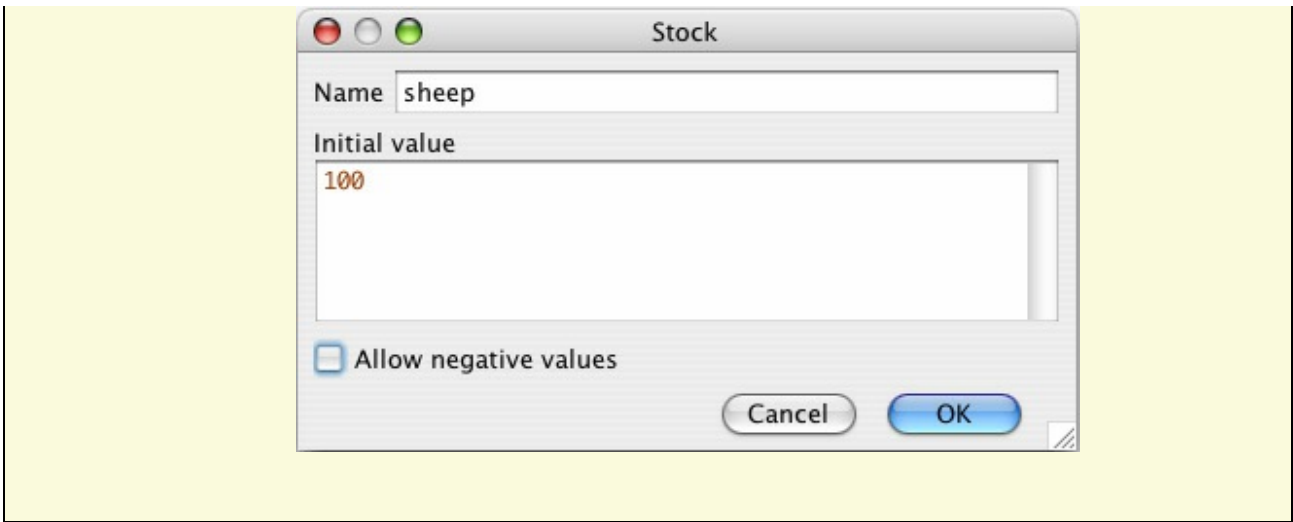 Stock
Name sheep
Initial value
100
Allow negative values
Cancel OK